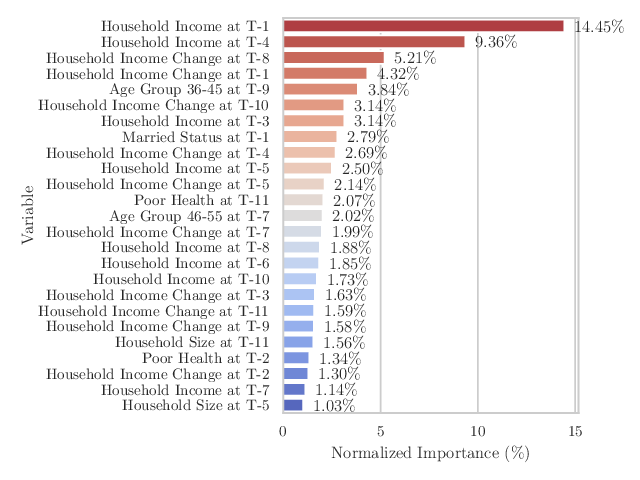 Household Income at T-1 14.45%
Household Income at T-4 9.36%
Household Income Change at T-8 5.21%
Household Income Change at T-1 4.32%
Age Group 36-45 at T-9 3.84%
Household Income Change at T-10 3.14%
Household Income at T-3 3.14%
Married Status at T-1 2.79%
Household Income Change at T-4 2.69%
Household Income at T-5 2.50%
Household Income Change at T-5 2.14%
Poor Health at T-11 2.07%
Age Group 46-55 at T-7 2.02%
Household Income Change at T-7 1.99%
Household Income at T-8 1.88%
Household Income at T-6 1.85%
Household Income at T-10 1.73%
Household Income Change at T-3 1.63%
Household Income Change at T-11 1.59%
Household Income Change at T-9 1.58%
Household Size at T-11 1.56%
Poor Health at T-2 1.34%
Household Income Change at T-2 1.30%
Household Income at T-7 1.14%
Household Size at T-5 1.03%
Variable
0 5 10 15
Normalized Importance (%)